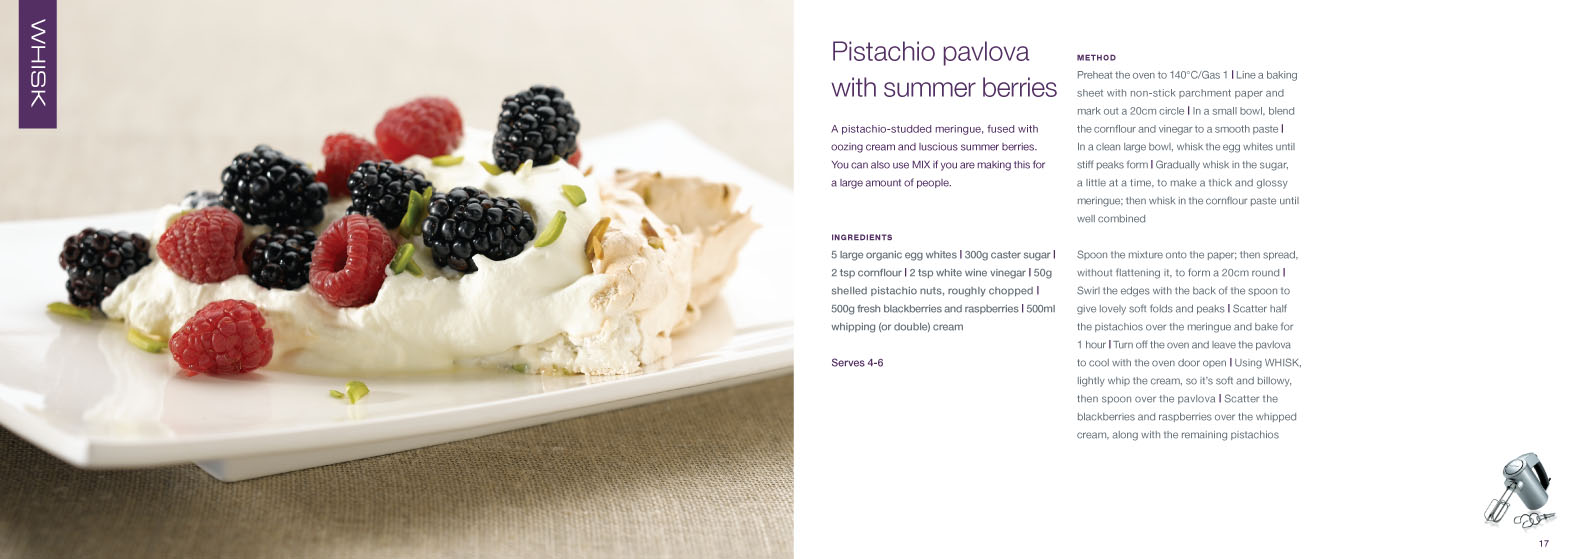 WHISK
Pistachio pavlova
with summer berries
A pistachio-studded meringue, fused with
oozing cream and luscious summer berries.
You can also use MIX if you are making this for
a large amount of people.
INGREDIENTS
5 large organic egg whites | 300g caster sugar |
2 tsp cornflour | 2 tsp white wine vinegar | 50g
shelled pistachio nuts, roughly chopped |
500g fresh blackberries and raspberries | 500ml
whipping (or double) cream
Serves 4-6
METHOD
Preheat the oven to 140°C/Gas 1 | Line a baking
sheet with non-stick parchment paper and
mark out a 20cm circle | In a small bowl, blend
the cornflour and vinegar to a smooth paste |
In a clean large bowl, whisk the egg whites until
stiff peaks form | Gradually whisk in the sugar,
a little at a time, to make a thick and glossy
meringue; then whisk in the cornflour paste until
well combined
Spoon the mixture onto the paper; then spread,
without flattening it, to form a 20cm round |
Swirl the edges with the back of the spoon to
give lovely soft folds and peaks | Scatter half
the pistachios over the meringue and bake for
1 hour | Turn off the oven and leave the pavlova
to cool with the oven door open | Using WHISK,
lightly whip the cream, so it's soft and billowy,
then spoon over the pavlova | Scatter the
blackberries and raspberries over the whipped
cream, along with the remaining pistachios
17